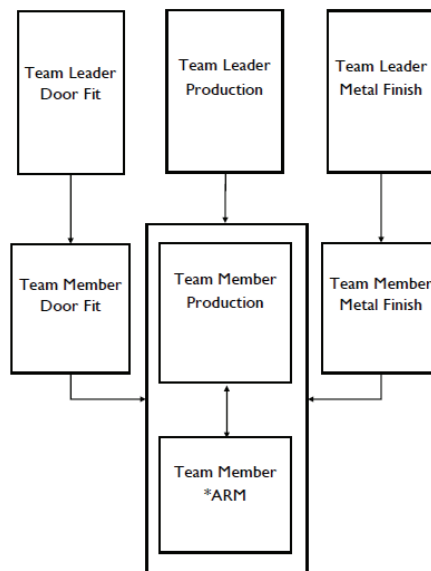 Team Leader
Door Fit
Team Leader
Production
Team Leader
Metal Finish
Team Member
Door Fit
Team Member
Production
Team Member
Metal Finish
Team Member
*ARM